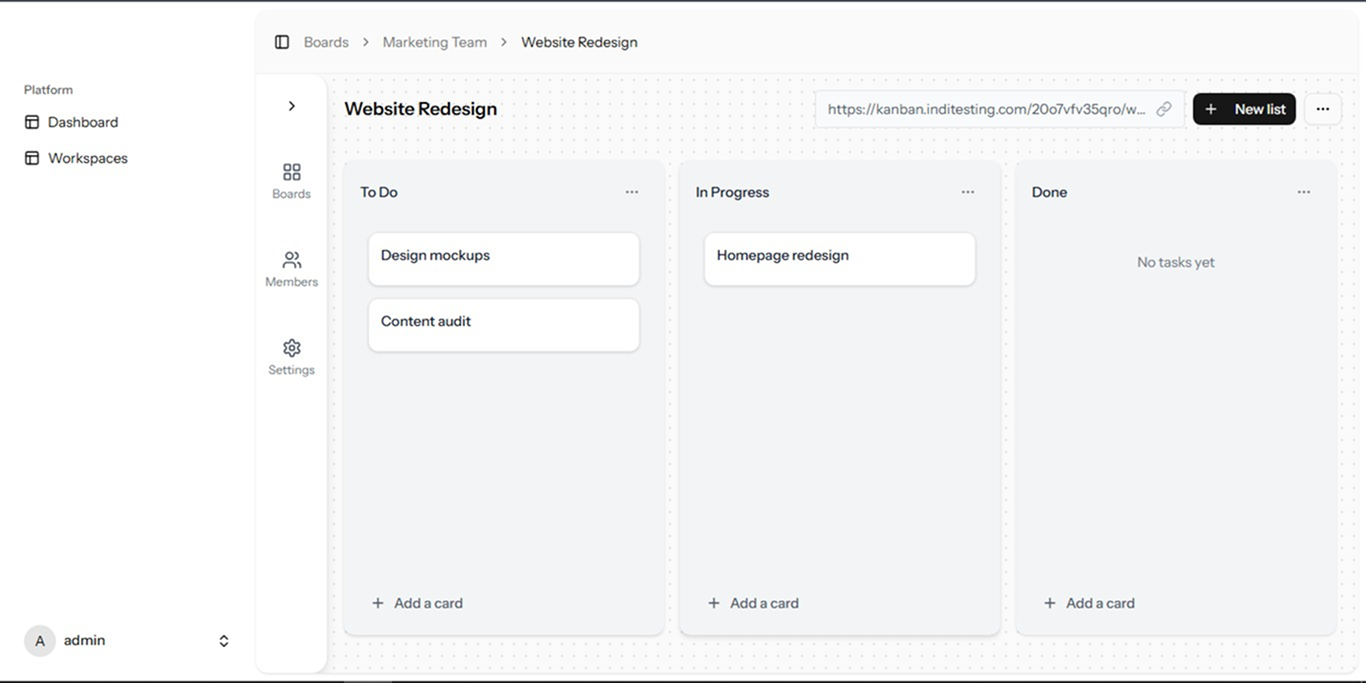 Boards > Marketing Team > Website Redesign
Platform
Dashboard
Workspaces
Boards
Members
Settings
Website Redesign
https://kanban.inditesting.com/20o7vfv35qro/w...
+ New list
To Do
Design mockups
Content audit
+ Add a card
In Progress
Homepage redesign
+ Add a card
Done
No tasks yet
+ Add a card
A admin